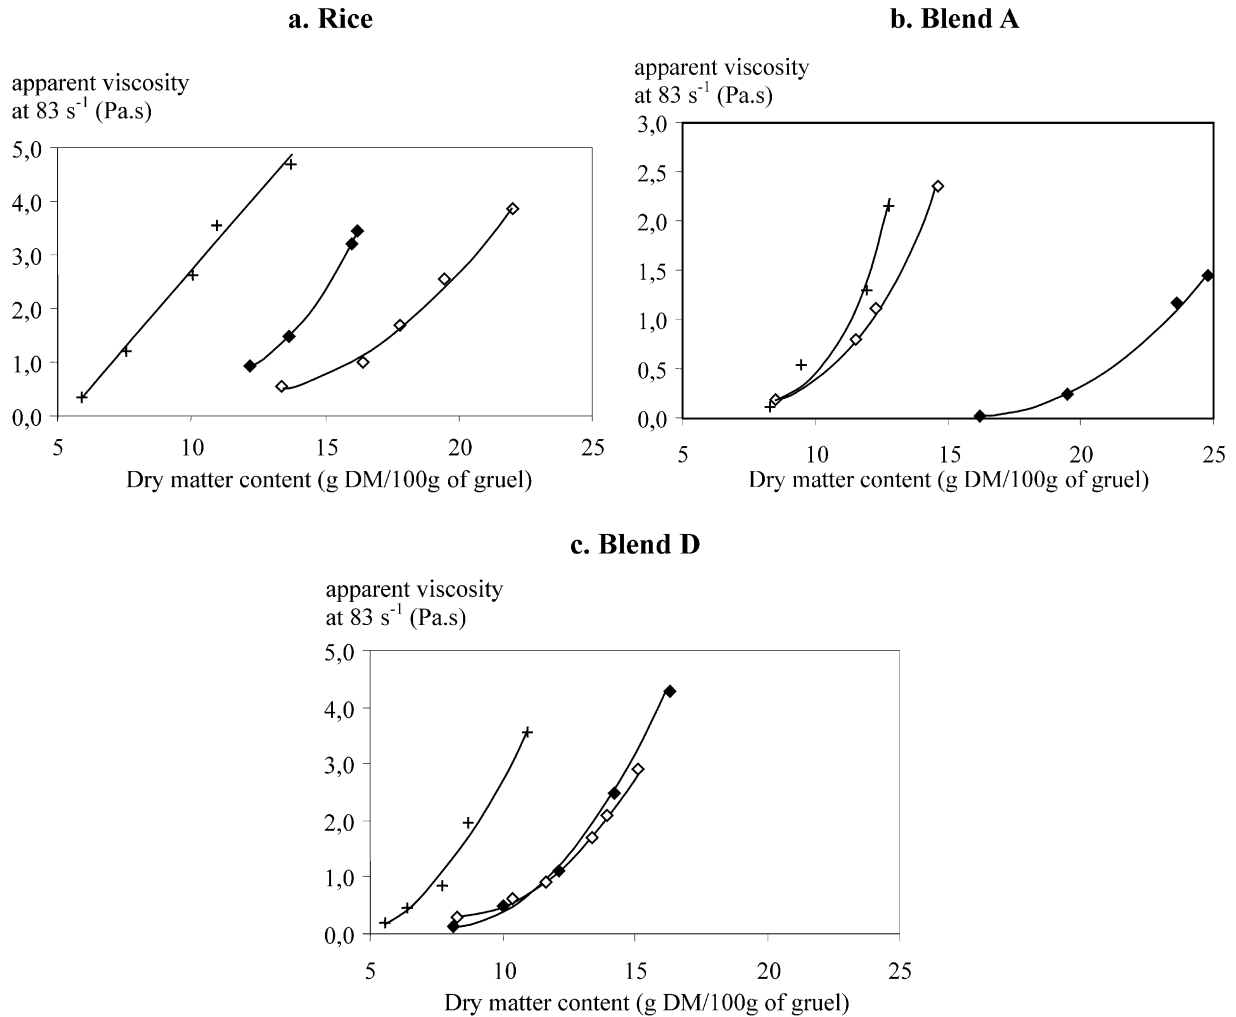 a. Rice
apparent viscosity
at 83 s⁻¹ (Pa.s)
5,0
4,0
3,0
2,0
1,0
0,0
5 10 15 20 25
Dry matter content (g DM/100g of gruel)
b. Blend A
apparent viscosity
at 83 s⁻¹ (Pa.s)
3,0
2,5
2,0
1,5
1,0
0,5
0,0
5 10 15 20 25
Dry matter content (g DM/100g of gruel)
c. Blend D
apparent viscosity
at 83 s⁻¹ (Pa.s)
5,0
4,0
3,0
2,0
1,0
0,0
5 10 15 20 25
Dry matter content (g DM/100g of gruel)